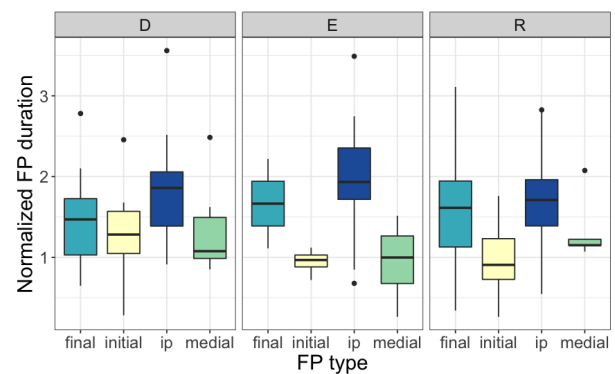 D E R
Normalized FP duration
3
2
1
final initial ip medial final initial ip medial final initial ip medial
FP type